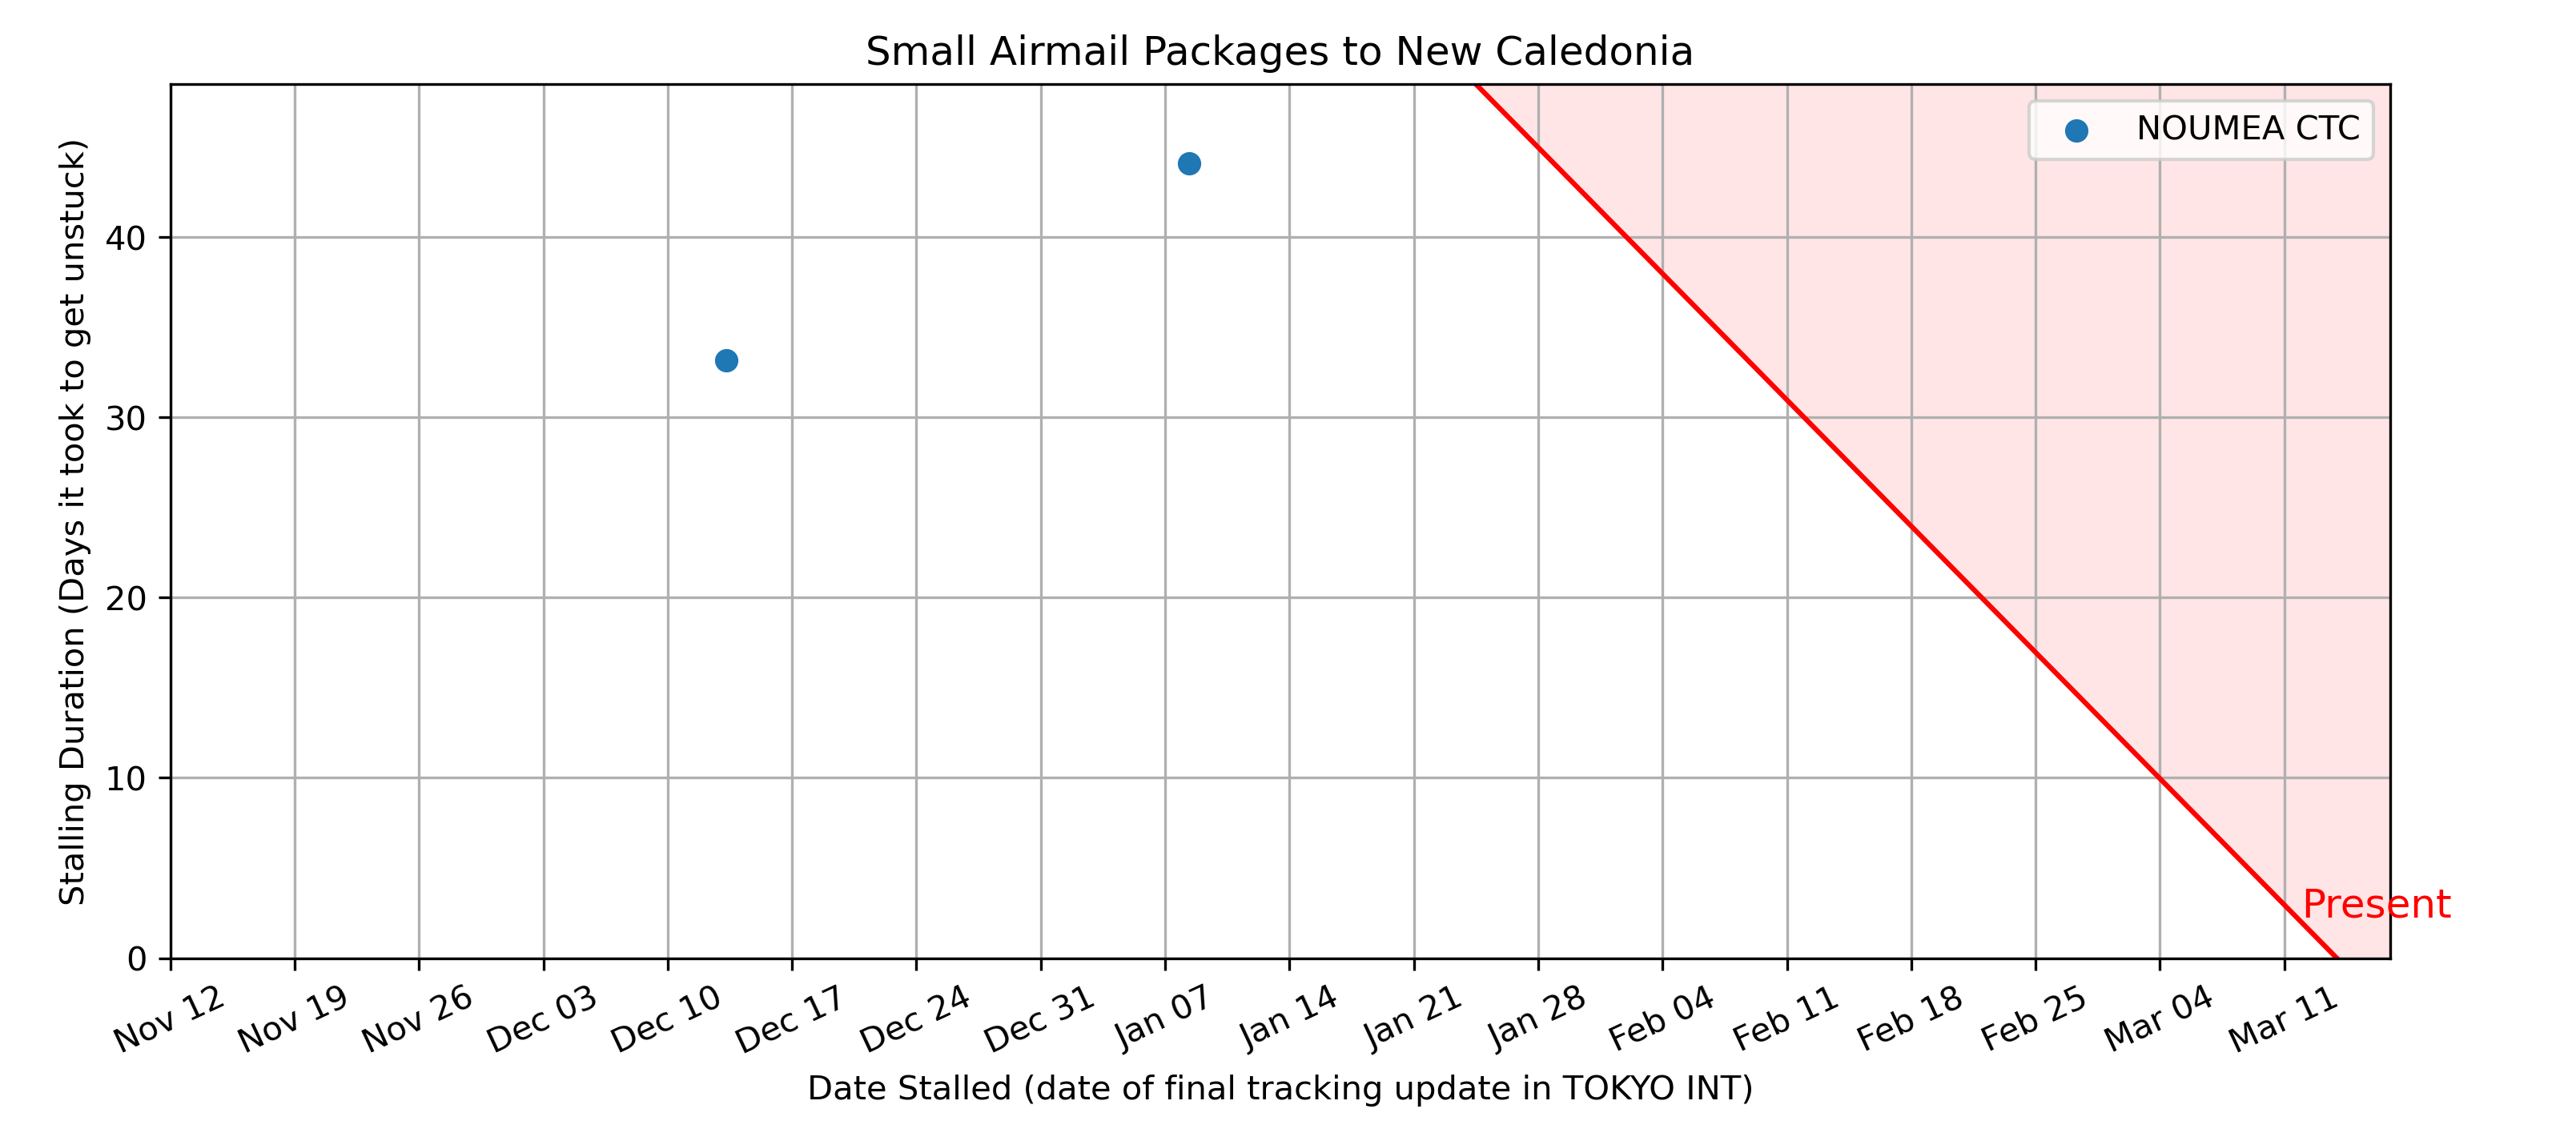 Small Airmail Packages to New Caledonia
NOUMEA CTC
Stalling Duration (Days it took to get unstuck)
40
30
20
10
0
Present
Nov 12
Nov 19
Nov 26
Dec 03
Dec 10
Dec 17
Dec 24
Dec 31
Jan 07
Jan 14
Jan 21
Jan 28
Feb 04
Feb 11
Feb 18
Feb 25
Mar 04
Mar 11
Date Stalled (date of final tracking update in TOKYO INT)